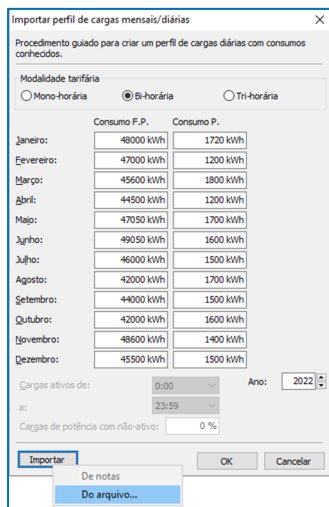 Importar perfil de cargas mensais/diárias
Procedimento guiado para criar um perfil de cargas diárias com consumos
conhecidos.
Modalidade tarifária
Mono-horária Bi-horária Tri-horária
Consumo F.P. Consumo P.
Janeiro: 48000 kWh 1720 kWh
Fevereiro: 47000 kWh 1200 kWh
Março: 45600 kWh 1800 kWh
Abril: 44500 kWh 1200 kWh
Majo: 47050 kWh 1700 kWh
Junho: 49050 kWh 1600 kWh
Julho: 46000 kWh 1500 kWh
Agosto: 42000 kWh 1700 kWh
Setembro: 44000 kWh 1500 kWh
Outubro: 42000 kWh 1600 kWh
Novembro: 48600 kWh 1400 kWh
Dezembro: 45500 kWh 1500 kWh
Cargas ativos de: 0:00 Ano: 2022
a: 23:59
Cargas de potência com não-ativo: 0 %
Importar OK Cancelar
De notas
Do arquivo...